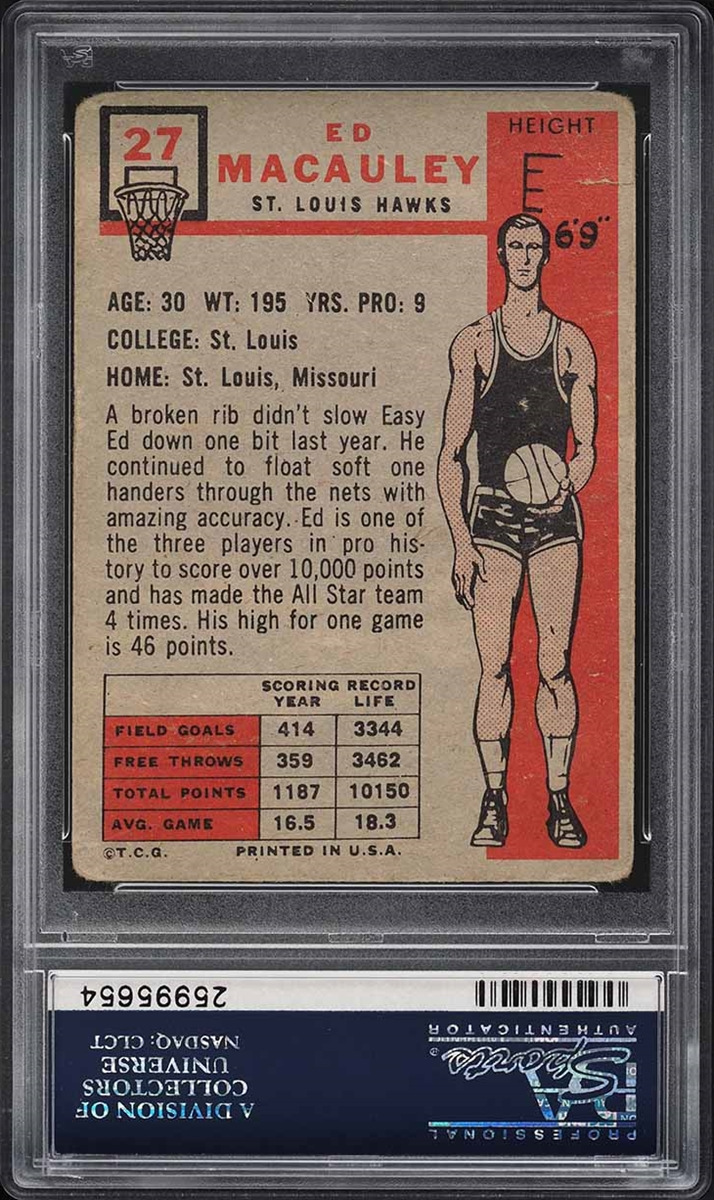 27
ED
MACAULEY
ST. LOUIS HAWKS
HEIGHT
6'9"
AGE: 30 WT: 195 YRS. PRO: 9
COLLEGE: St. Louis
HOME: St. Louis, Missouri
A broken rib didn't slow Easy
Ed down one bit last year. He
continued to float soft one
handers through the nets with
amazing accuracy. Ed is one of
the three players in pro his-
tory to score over 10,000 points
and has made the All Star team
4 times. His high for one game
is 46 points.
SCORING RECORD
YEAR LIFE
FIELD GOALS 414 3344
FREE THROWS 359 3462
TOTAL POINTS 1187 10150
AVG. GAME 16.5 18.3
©T.C.G. PRINTED IN U.S.A.
25995654
PROFESSIONAL
PSA
Sports
®
AUTHENTICATOR
A DIVISION OF
COLLECTORS
UNIVERSE
NASDAQ: CLCT